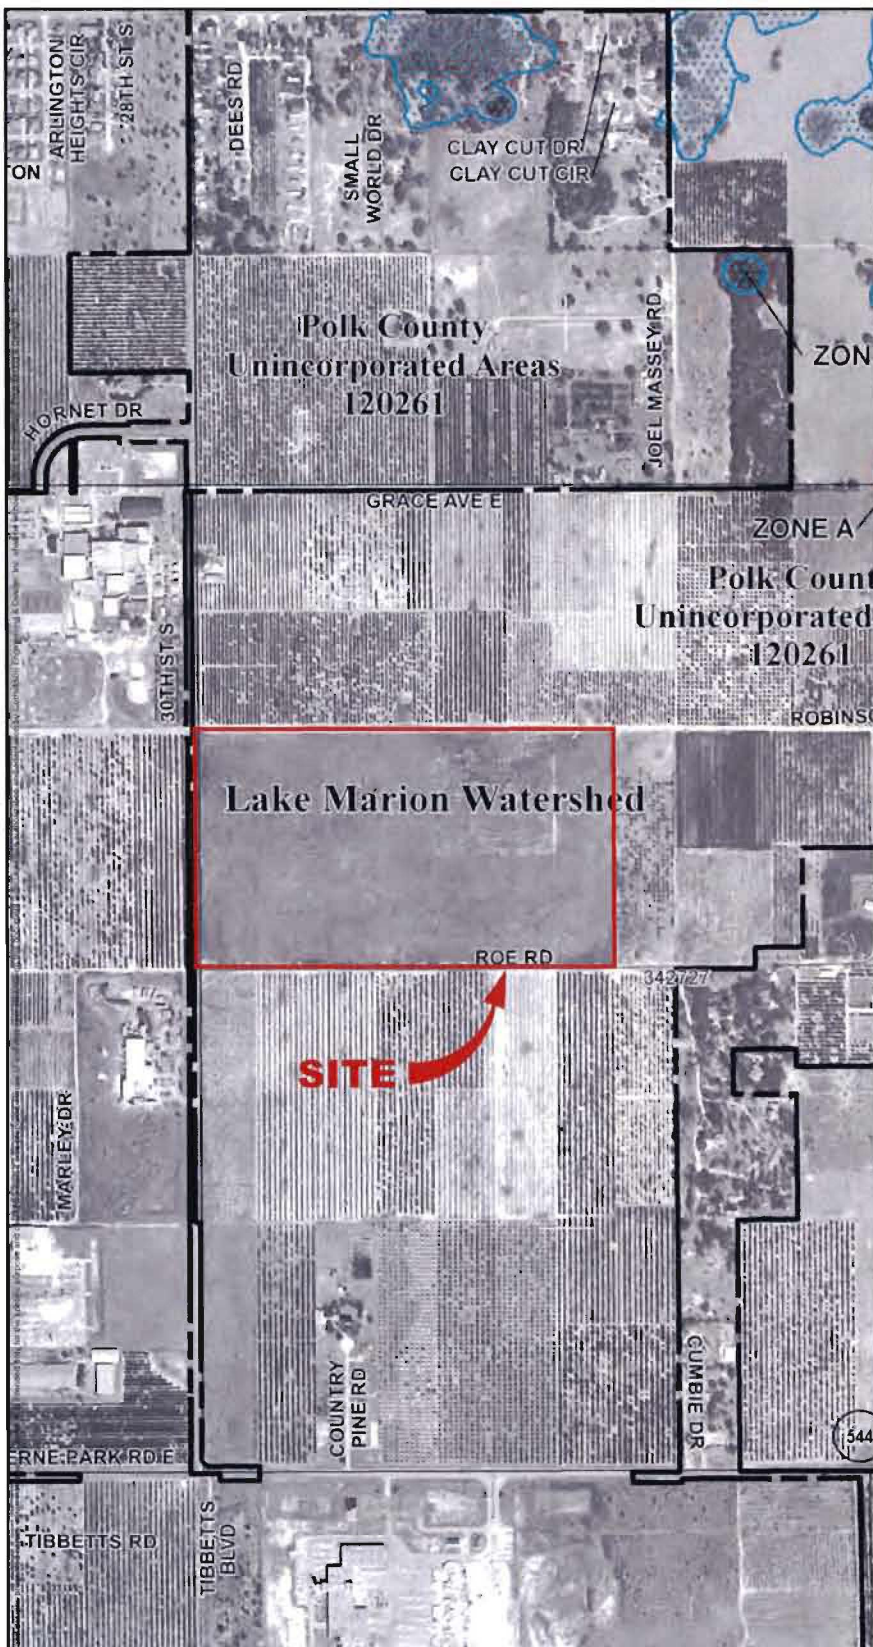 ARLINGTON
HEIGHTS CIR
28TH ST S
DEES RD
SMALL
WORLD DR
CLAY CUT DR
CLAY CUT CIR
TON
Polk County
Unincorporated Areas
120261
JOEL MASSEY RD
ZON
HORNET DR
GRACE AVE E
ZONE A
Polk Count
Unincorporated
120261
30TH ST S
ROBINSO
Lake Marion Watershed
ROE RD
342727
SITE
MARLEY DR
COUNTRY
PINE RD
CUMBIE DR
544
ERNE PARK RD E
TIBBETTS RD
TIBBETTS
BLVD